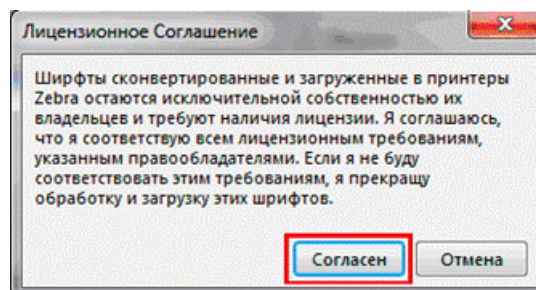 Лицензионное Соглашение
Ширфты сконвертированные и загруженные в принтеры
Zebra остаются исключительной собственностью их
владельцев и требуют наличия лицензии. Я соглашаюсь,
что я соответствую всем лицензионным требованиям,
указанным правообладателями. Если я не буду
соответствовать этим требованиям, я прекращу
обработку и загрузку этих шрифтов.
Согласен Отмена